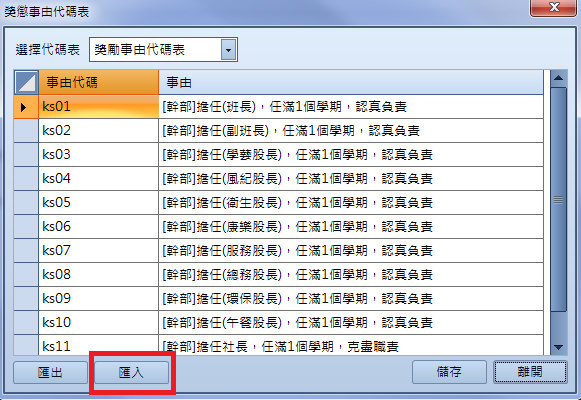 獎懲事由代碼表
選擇代碼表 獎勵事由代碼表
事由代碼 事由
ks01 [幹部]擔任(班長)，任滿1個學期，認真負責
ks02 [幹部]擔任(副班長)，任滿1個學期，認真負責
ks03 [幹部]擔任(學藝股長)，任滿1個學期，認真負責
ks04 [幹部]擔任(風紀股長)，任滿1個學期，認真負責
ks05 [幹部]擔任(衛生股長)，任滿1個學期，認真負責
ks06 [幹部]擔任(康樂股長)，任滿1個學期，認真負責
ks07 [幹部]擔任(服務股長)，任滿1個學期，認真負責
ks08 [幹部]擔任(總務股長)，任滿1個學期，認真負責
ks09 [幹部]擔任(環保股長)，任滿1個學期，認真負責
ks10 [幹部]擔任(午餐股長)，任滿1個學期，認真負責
ks11 [幹部]擔任社長，任滿1個學期，克盡職責
匯出 匯入 儲存 離開